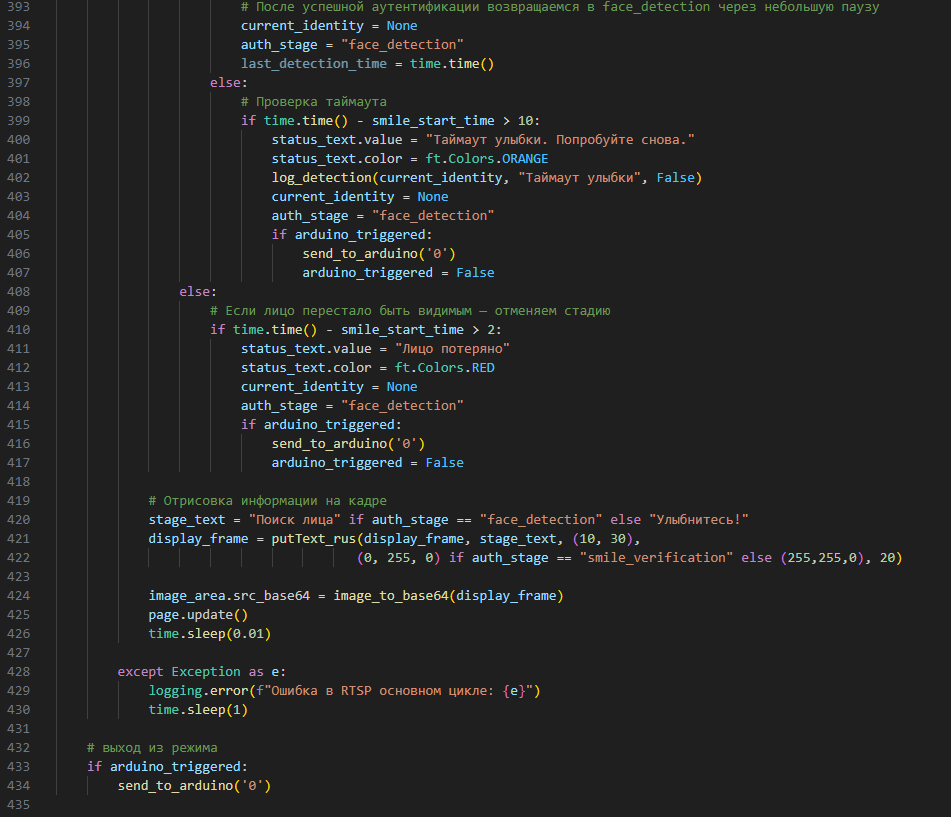 393 # После успешной аутентификации возвращаемся в face_detection через небольшую паузу
394 current_identity = None
395 auth_stage = "face_detection"
396 last_detection_time = time.time()
397 else:
398 # Проверка таймаута
399 if time.time() - smile_start_time > 10:
400 status_text.value = "Таймаут улыбки. Попробуйте снова."
401 status_text.color = ft.Colors.ORANGE
402 log_detection(current_identity, "Таймаут улыбки", False)
403 current_identity = None
404 auth_stage = "face_detection"
405 if arduino_triggered:
406 send_to_arduino('0')
407 arduino_triggered = False
408 else:
409 # Если лицо перестало быть видимым — отменяем стадию
410 if time.time() - smile_start_time > 2:
411 status_text.value = "Лицо потеряно"
412 status_text.color = ft.Colors.RED
413 current_identity = None
414 auth_stage = "face_detection"
415 if arduino_triggered:
416 send_to_arduino('0')
417 arduino_triggered = False
418
419 # Отрисовка информации на кадре
420 stage_text = "Поиск лица" if auth_stage == "face_detection" else "Улыбнитесь!"
421 display_frame = putText_rus(display_frame, stage_text, (10, 30),
422 (0, 255, 0) if auth_stage == "smile_verification" else (255,255,0), 20)
423
424 image_area.src_base64 = image_to_base64(display_frame)
425 page.update()
426 time.sleep(0.01)
427
428 except Exception as e:
429 logging.error(f"Ошибка в RTSP основном цикле: {e}")
430 time.sleep(1)
431
432 # выход из режима
433 if arduino_triggered:
434 send_to_arduino('0')
435